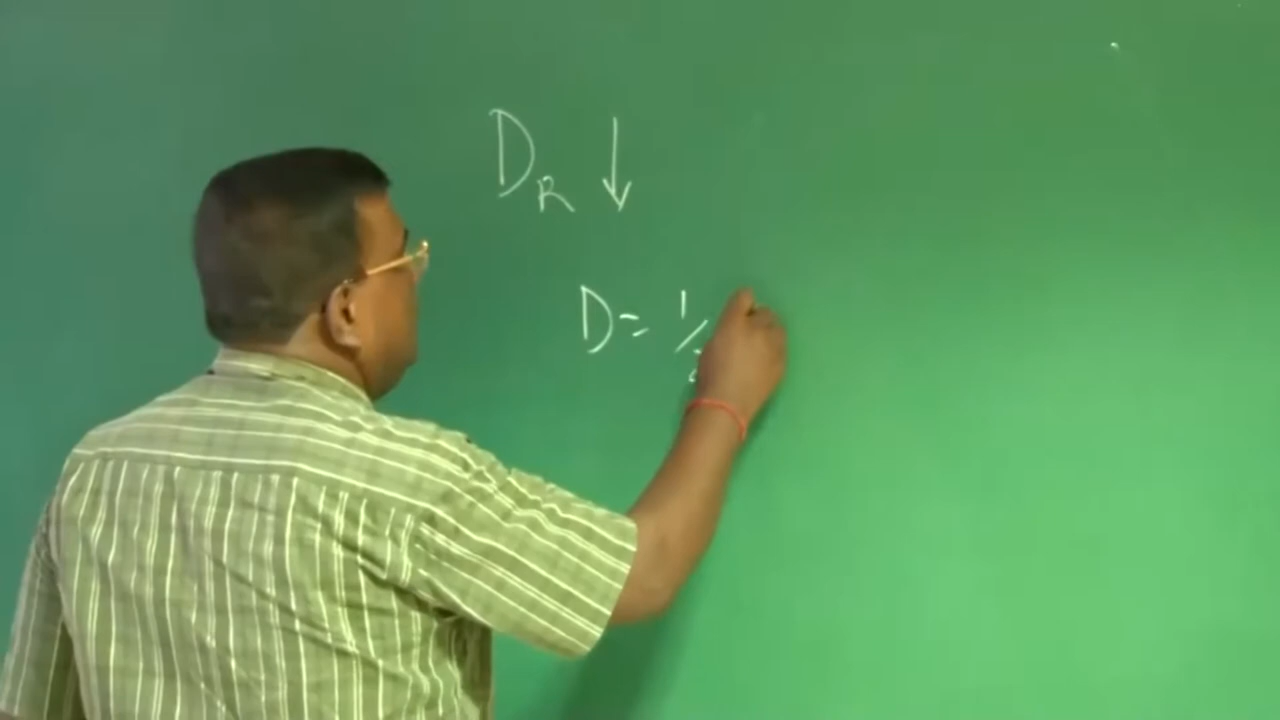 D_R ↓
D = 1/